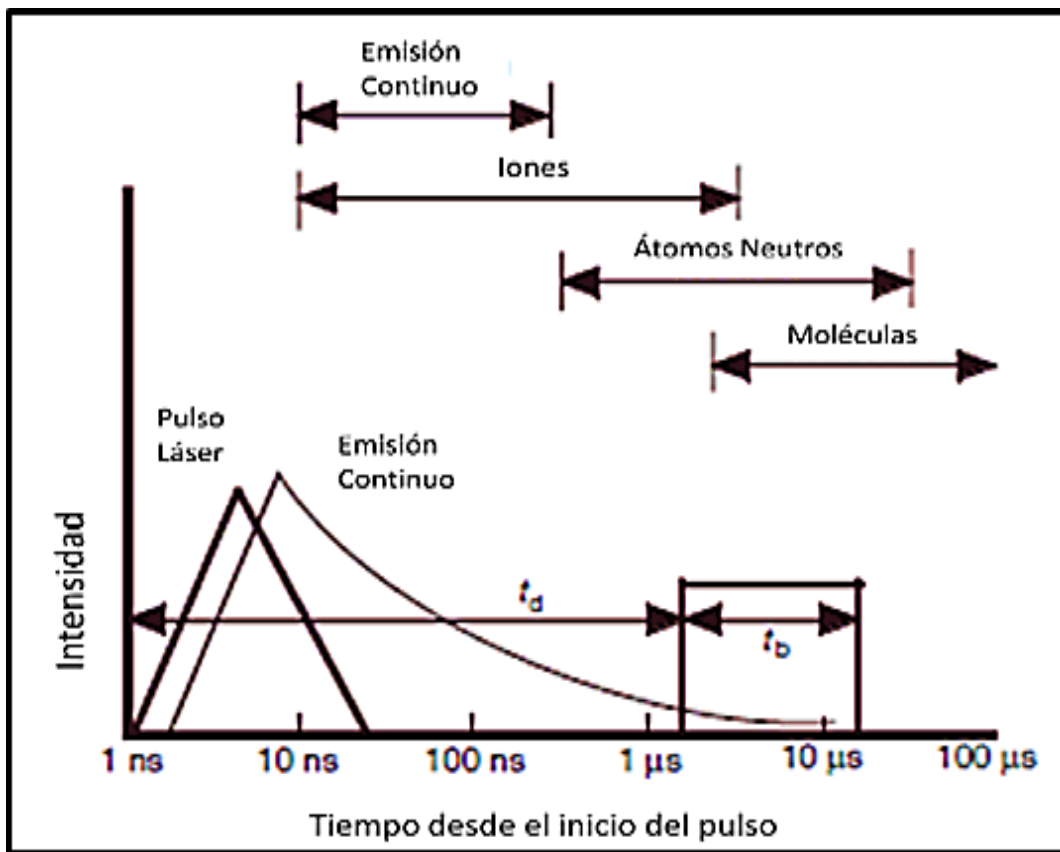 Emisión
Continuo
Iones
Átomos Neutros
Moléculas
Pulso
Láser
Emisión
Continuo
Intensidad
td
tb
1 ns
10 ns
100 ns
1 µs
10 µs
100 µs
Tiempo desde el inicio del pulso